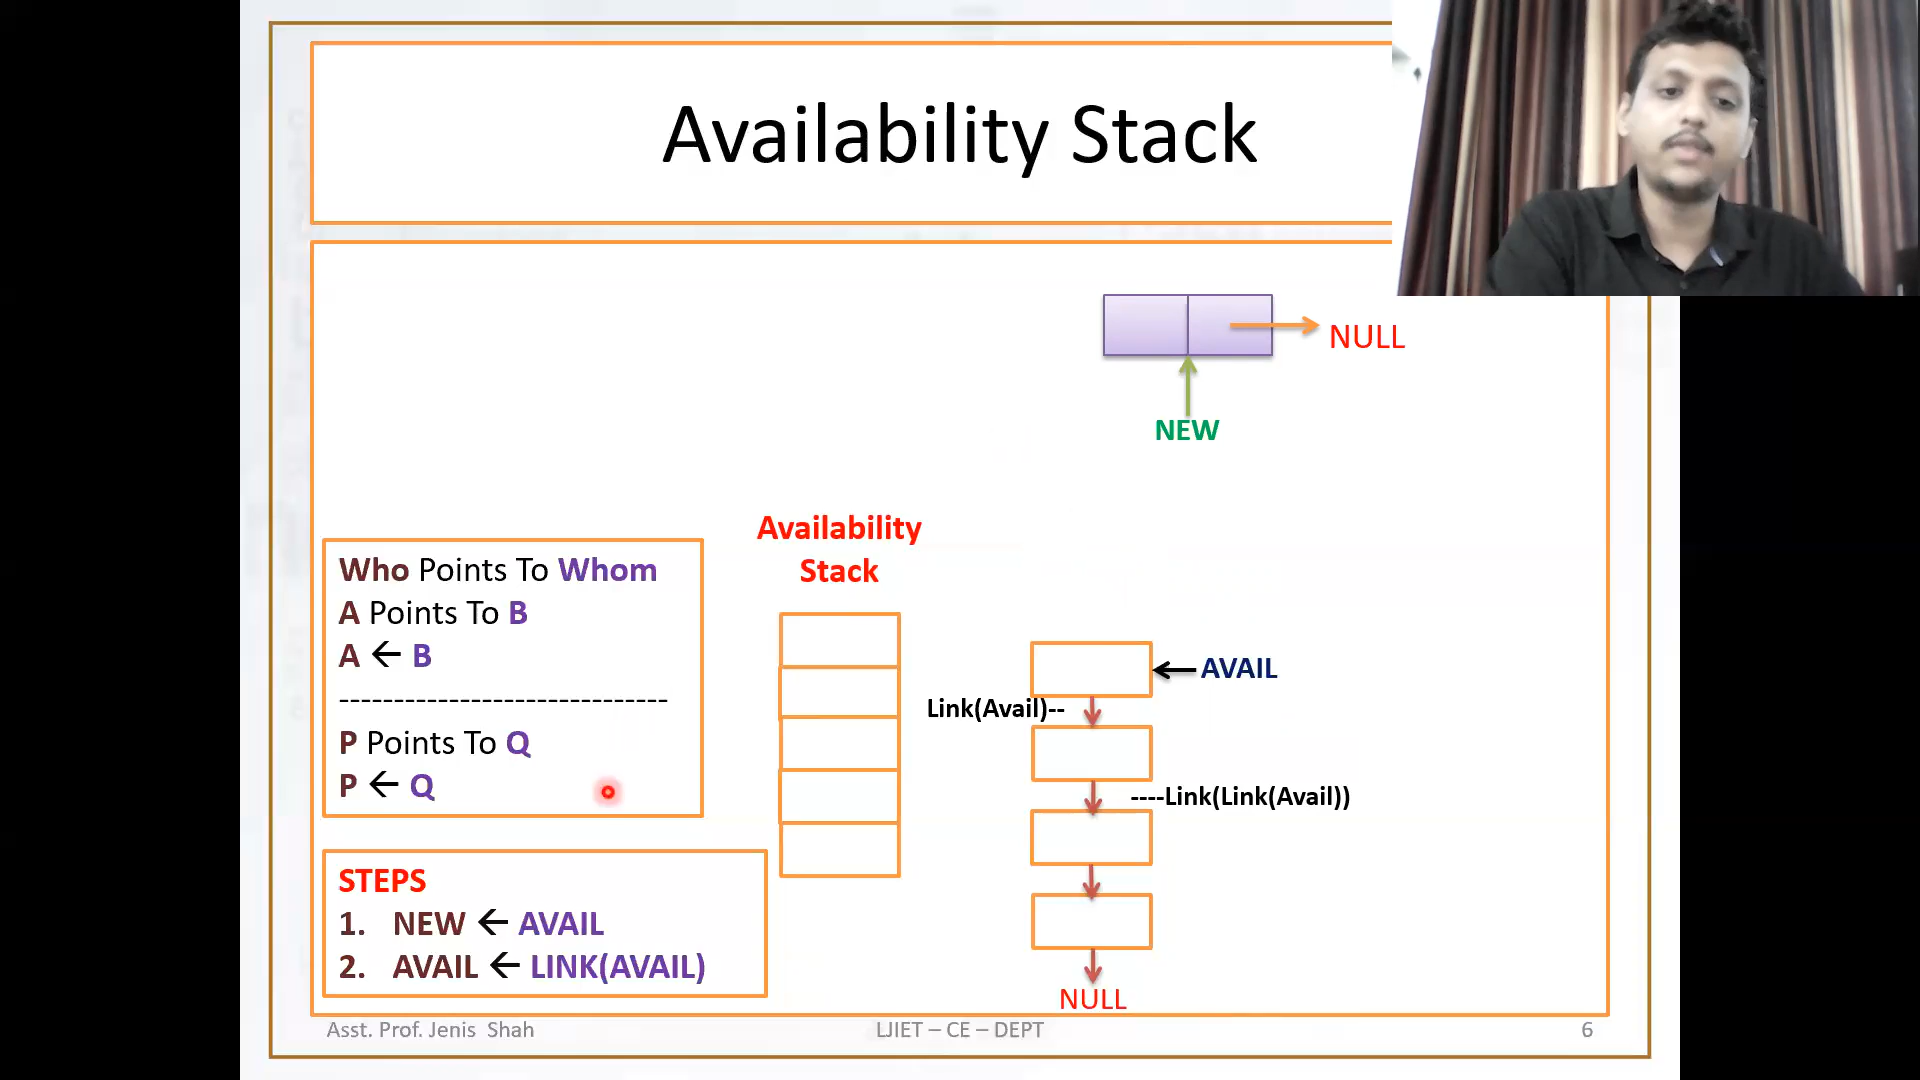 Availability Stack
NULL
NEW
Availability
Stack
Who Points To Whom
A Points To B
A ← B
------------------------------
P Points To Q
P ← Q
AVAIL
Link(Avail)--
----Link(Link(Avail))
NULL
STEPS
1. NEW ← AVAIL
2. AVAIL ← LINK(AVAIL)
Asst. Prof. Jenis Shah
LJIET – CE – DEPT
6